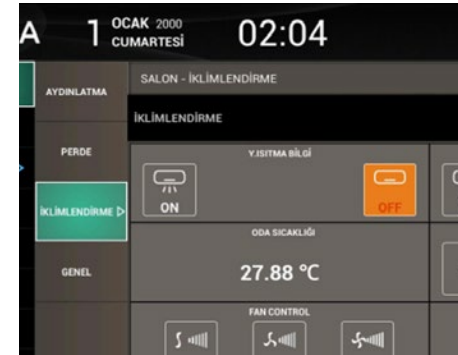 A
1 OCAK 2000
CUMARTESİ
02:04
AYDINLATMA
PERDE
İKLİMLENDİRME
GENEL
SALON - İKLİMLENDİRME
İKLİMLENDİRME
Y.ISITMA BİLGİ
ON
OFF
ODA SICAKLIĞI
27.88 °C
FAN CONTROL